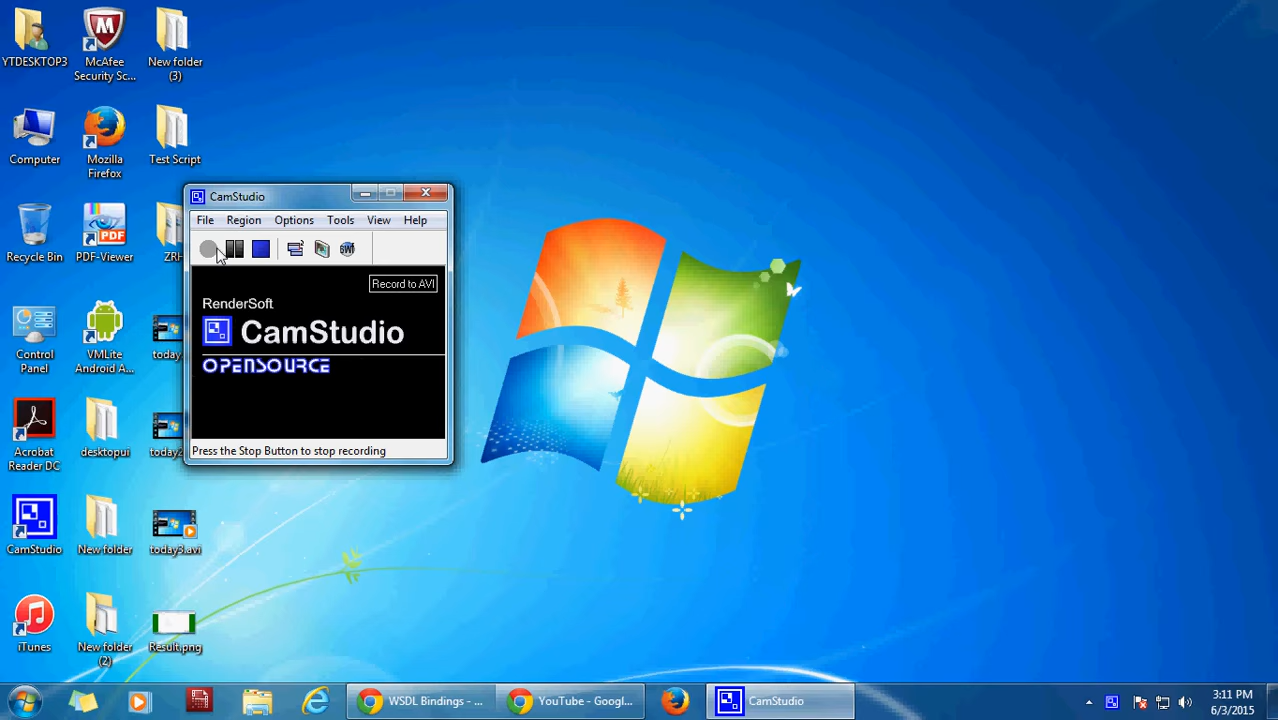 YTDESKTOP3
McAfee
Security Sc...
New folder
(3)
Computer
Mozilla
Firefox
Test Script
Recycle Bin
PDF
PDF-Viewer
ZRH
Control
Panel
VMLite
Android A...
today
Acrobat
Reader DC
desktopui
today2
CamStudio
New folder
today3.avi
iTunes
New folder
(2)
Result.png
CamStudio
File Region Options Tools View Help
SWF
Record to AVI
RenderSoft
CamStudio
OPENSOURCE
Press the Stop Button to stop recording
WSDL Bindings - ...
YouTube - Googl...
CamStudio
3:11 PM
6/3/2015